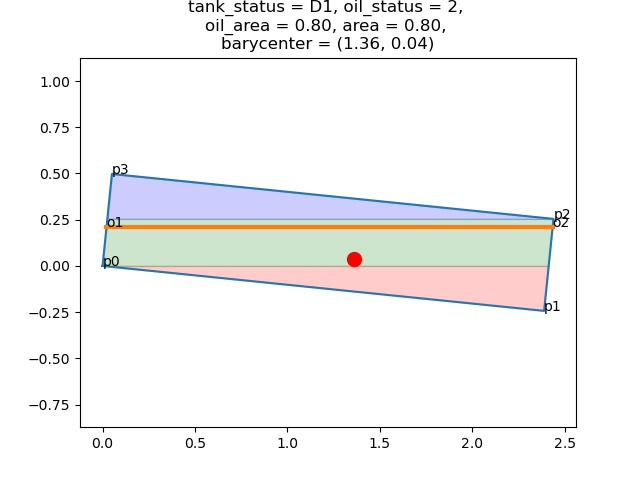 tank_status = D1, oil_status = 2,
oil_area = 0.80, area = 0.80,
barycenter = (1.36, 0.04)
1.00
0.75
0.50
0.25
0.00
−0.25
−0.50
−0.75
p3
p2
o1
o2
p0
p1
0.0
0.5
1.0
1.5
2.0
2.5